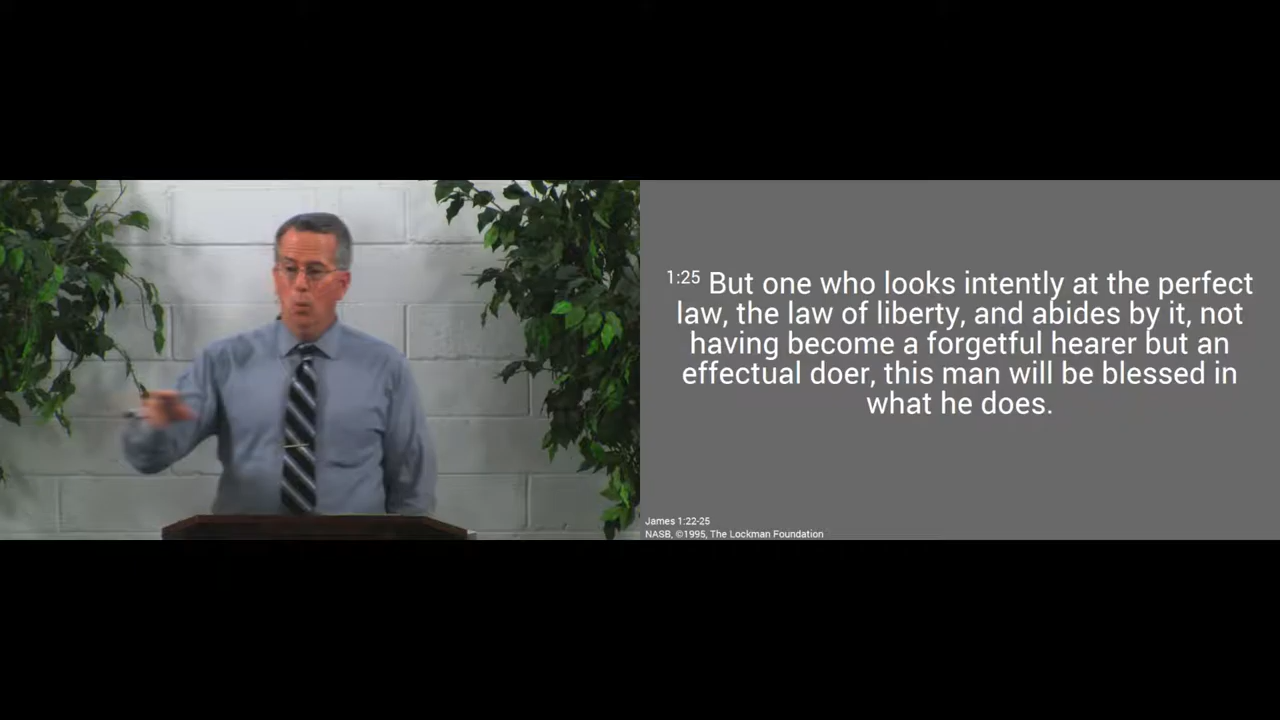 1:25 But one who looks intently at the perfect
law, the law of liberty, and abides by it, not
having become a forgetful hearer but an
effectual doer, this man will be blessed in
what he does.
James 1:22-25
NASB, ©1995, The Lockman Foundation